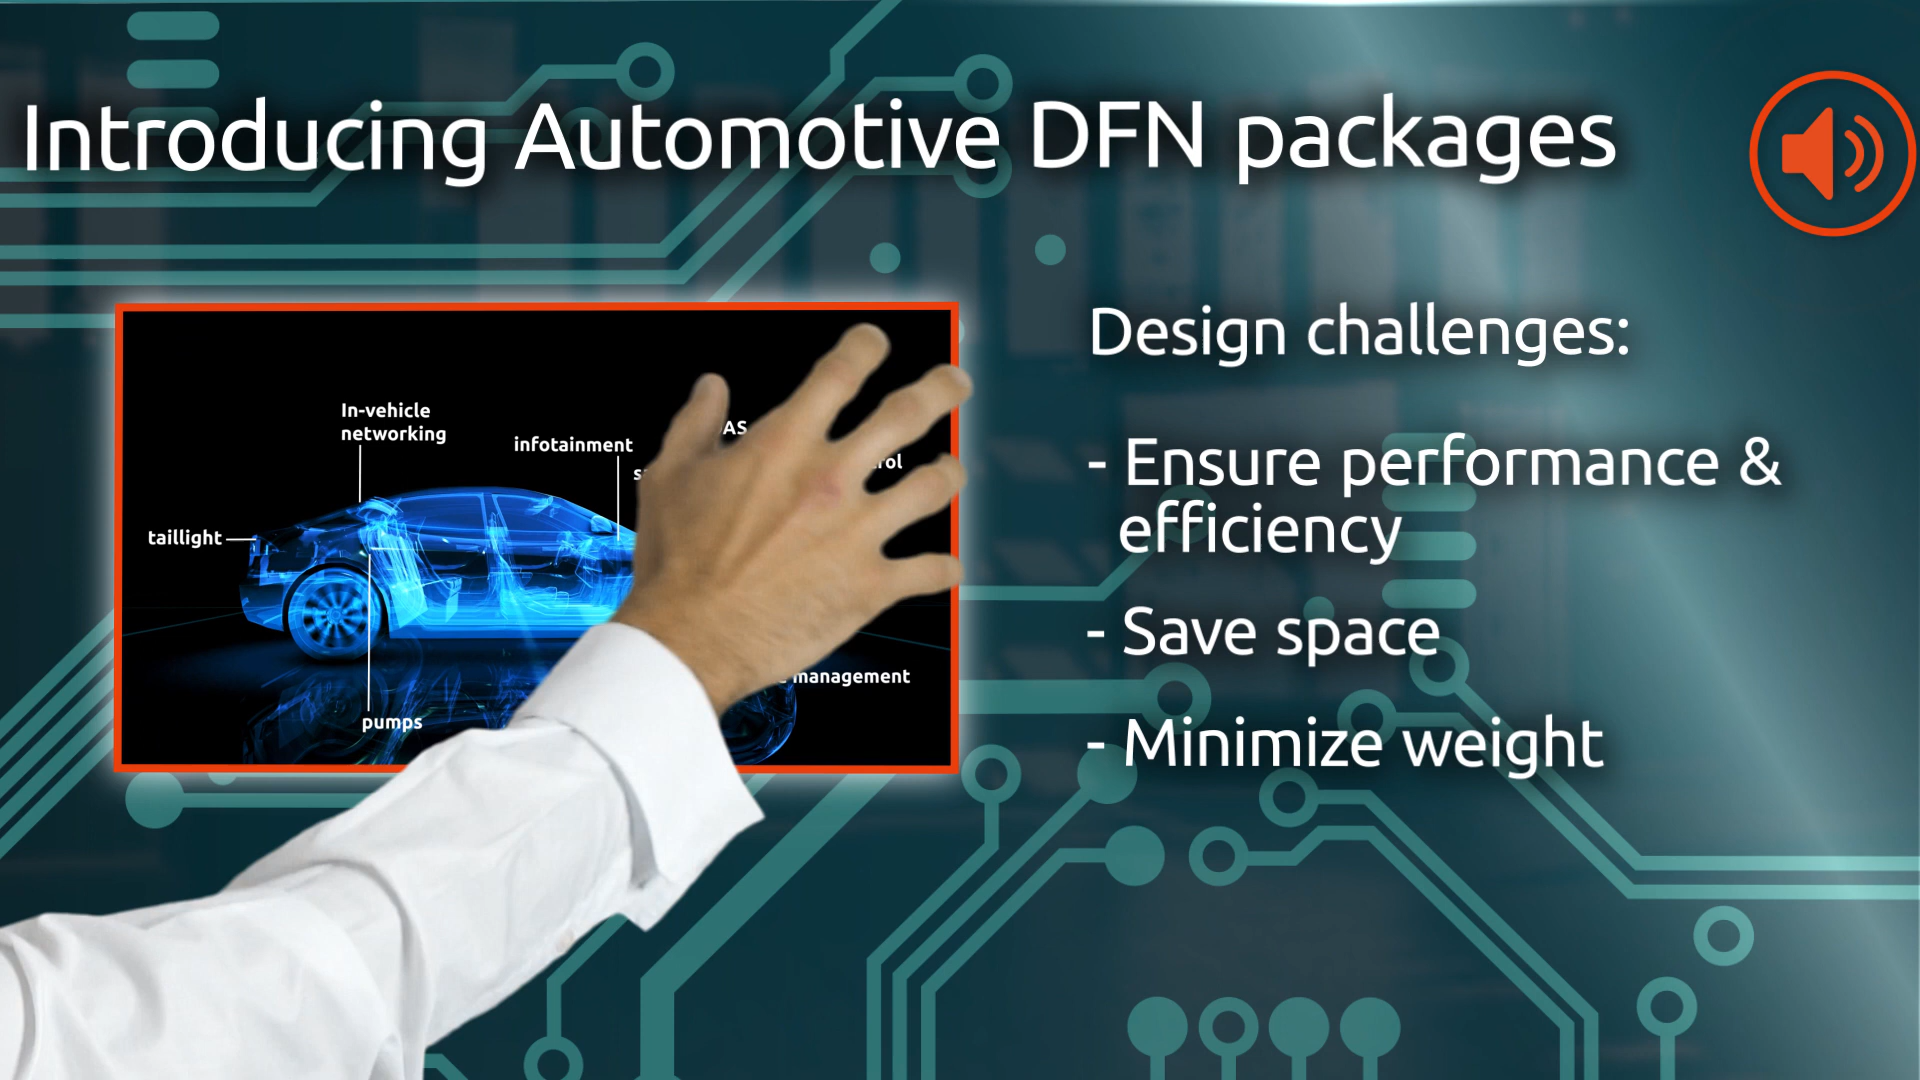 Introducing Automotive DFN packages
Design challenges:
- Ensure performance &
efficiency
- Save space
- Minimize weight
In-vehicle
networking
infotainment
taillight
management
pumps